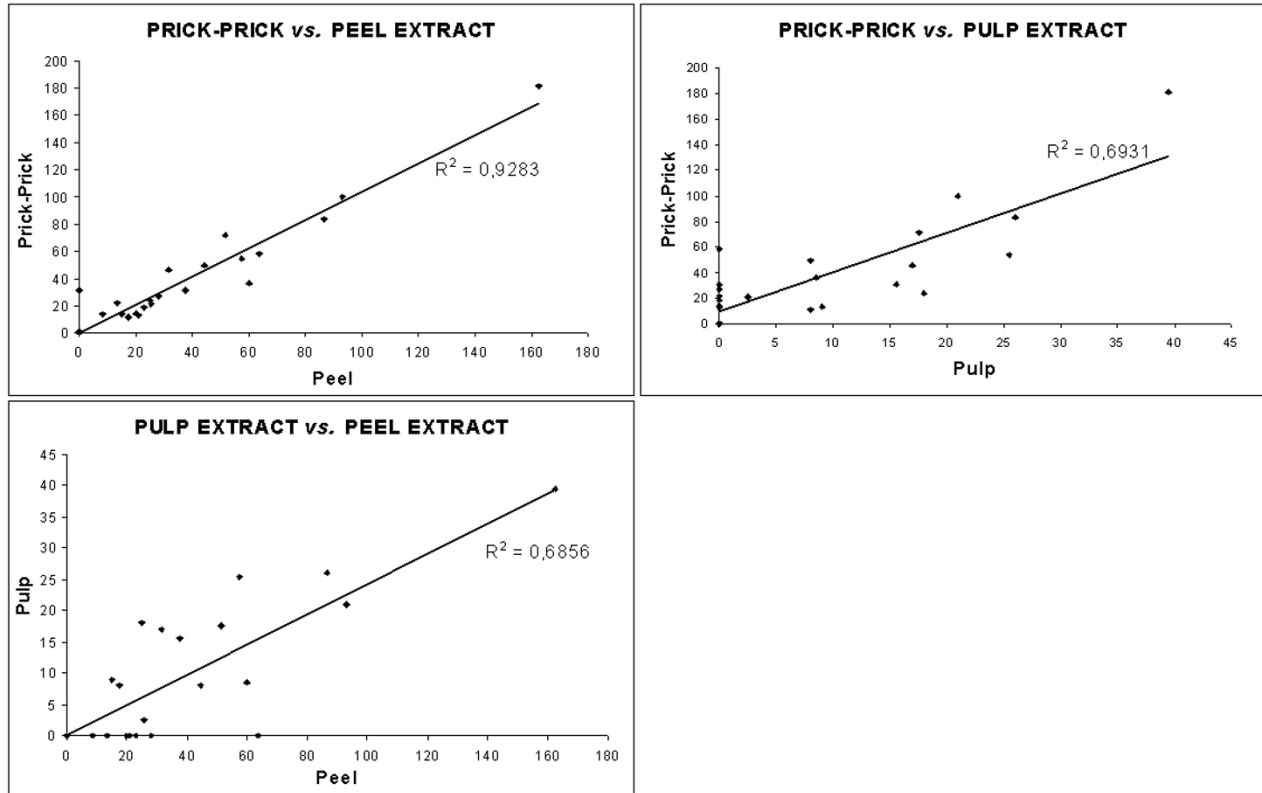 PRICK-PRICK vs. PEEL EXTRACT
200
180
160
140
120
100
80
60
40
20
0
Prick-Prick
R² = 0,9283
0 20 40 60 80 100 120 140 160 180
Peel
PRICK-PRICK vs. PULP EXTRACT
200
180
160
140
120
100
80
60
40
20
0
Prick-Prick
R² = 0,6931
0 5 10 15 20 25 30 35 40 45
Pulp
PULP EXTRACT vs. PEEL EXTRACT
45
40
35
30
25
20
15
10
5
0
Pulp
R² = 0,6856
0 20 40 60 80 100 120 140 160 180
Peel